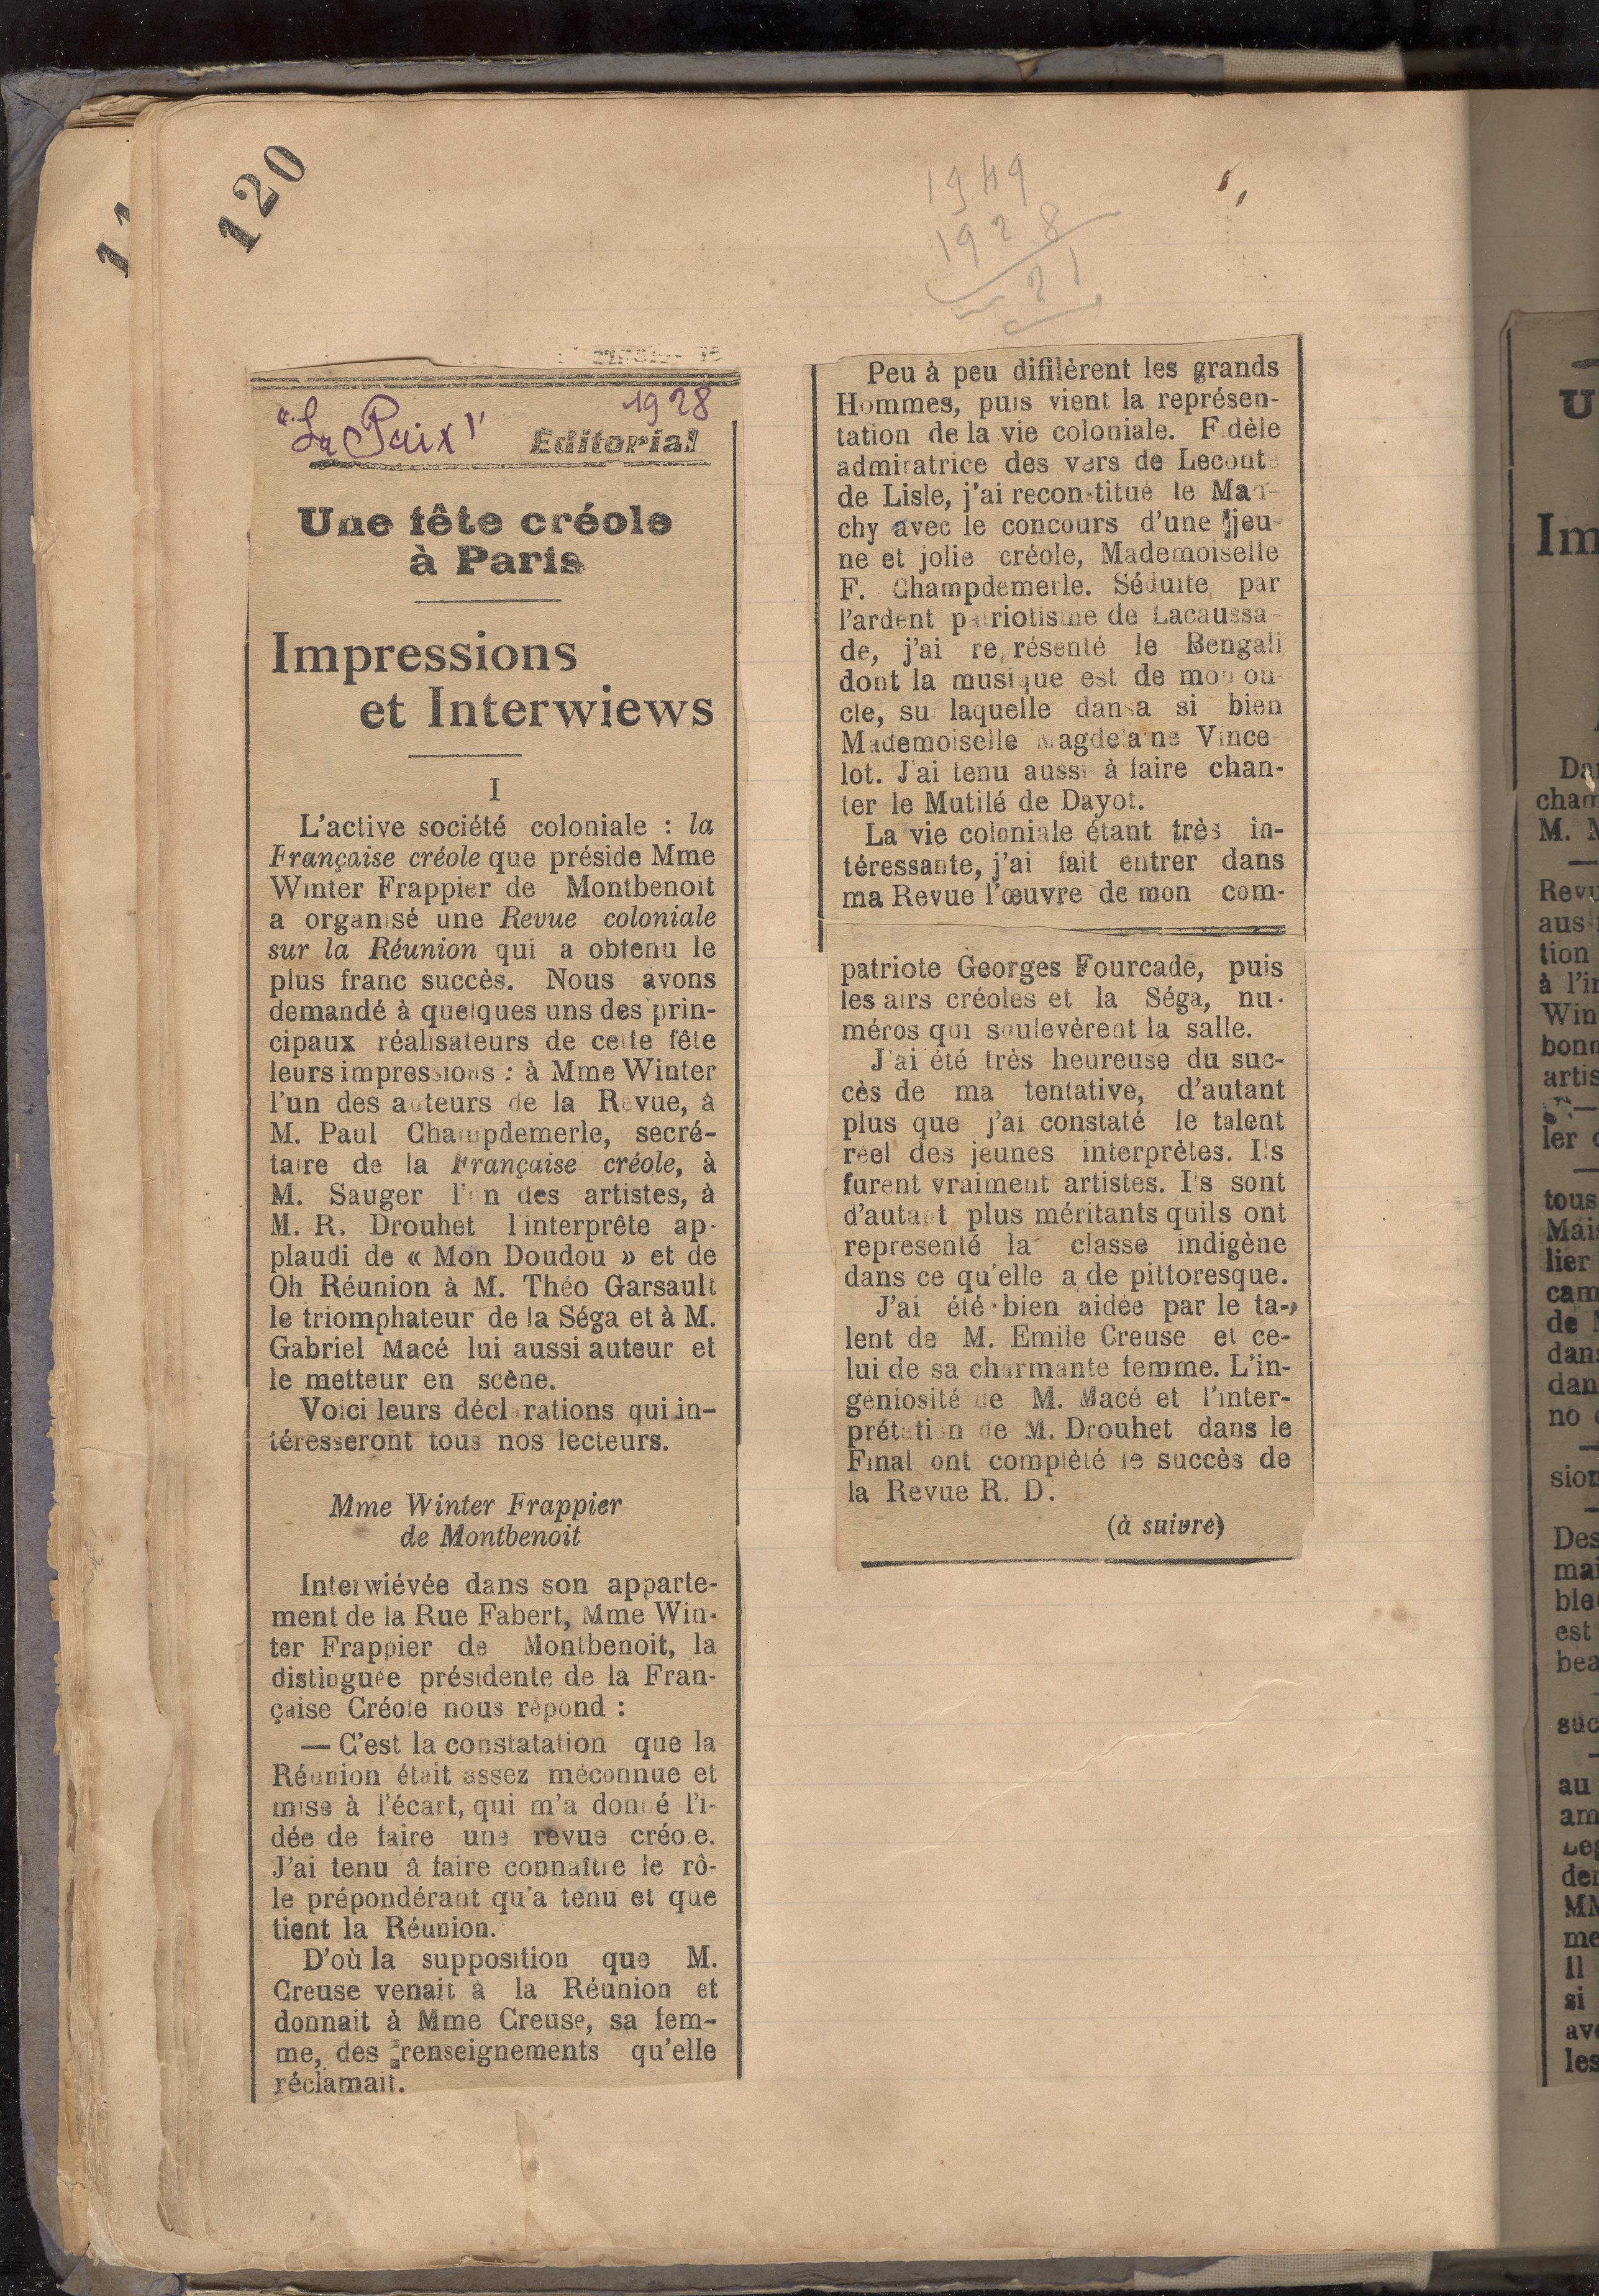 120
1949
1928
21
"La Paix" 1928
Editorial
Une fête créole
à Paris
Impressions
et Interwiews
I
L'active société coloniale : la
Française créole que préside Mme
Winter Frappier de Montbenoit
a organisé une Revue coloniale
sur la Réunion qui a obtenu le
plus franc succès. Nous avons
demandé à quelques uns des prin-
cipaux réalisateurs de cette fête
leurs impressions : à Mme Winter
l'un des auteurs de la Revue, à
M. Paul Champdemerle, secré-
taire de la Française créole, à
M. Sauger l'un des artistes, à
M. R. Drouhet l'interprête ap-
plaudi de « Mon Doudou » et de
Oh Réunion à M. Théo Garsault
le triomphateur de la Séga et à M.
Gabriel Macé lui aussi auteur et
le metteur en scène.
Voici leurs déclarations qui in-
téresseront tous nos lecteurs.
Mme Winter Frappier
de Montbenoit
Interwiévée dans son apparte-
ment de la Rue Fabert, Mme Win-
ter Frappier de Montbenoit, la
distinguée présidente de la Fran-
çaise Créole nous répond :
— C'est la constatation que la
Réunion était assez méconnue et
mise à l'écart, qui m'a donné l'i-
dée de faire une revue créole.
J'ai tenu â faire connaître le rô-
le prépondérant qu'a tenu et que
tient la Réunion.
D'où la supposition que M.
Creuse venait à la Réunion et
donnait à Mme Creuse, sa fem-
me, des renseignements qu'elle
réclamait.
Peu à peu difilèrent les grands
Hommes, puis vient la représen-
tation de la vie coloniale. Fidèle
admiratrice des vers de Leconte
de Lisle, j'ai reconstitué le Man-
chy avec le concours d'une jeu-
ne et jolie créole, Mademoiselle
F. Champdemerle. Séduite par
l'ardent patriotisme de Lacaussa-
de, j'ai représenté le Bengali
dont la musique est de mon on-
cle, sur laquelle dansa si bien
Mademoiselle Magdelaine Vince-
lot. J'ai tenu aussi à faire chan-
ter le Mutilé de Dayot.
La vie coloniale étant très in-
téressante, j'ai fait entrer dans
ma Revue l'œuvre de mon com-
patriote Georges Fourcade, puis
les airs créoles et la Séga, nu-
méros qui soulevèrent la salle.
J'ai été très heureuse du suc-
cès de ma tentative, d'autant
plus que j'ai constaté le talent
réel des jeunes interprètes. Ils
furent vraiment artistes. Ils sont
d'autant plus méritants quils ont
representé la classe indigène
dans ce qu'elle a de pittoresque.
J'ai été bien aidée par le ta-
lent de M. Emile Creuse et ce-
lui de sa charmante femme. L'in-
géniosité de M. Macé et l'inter-
prétation de M. Drouhet dans le
Final ont complété le succès de
la Revue R. D.
(à suivre)